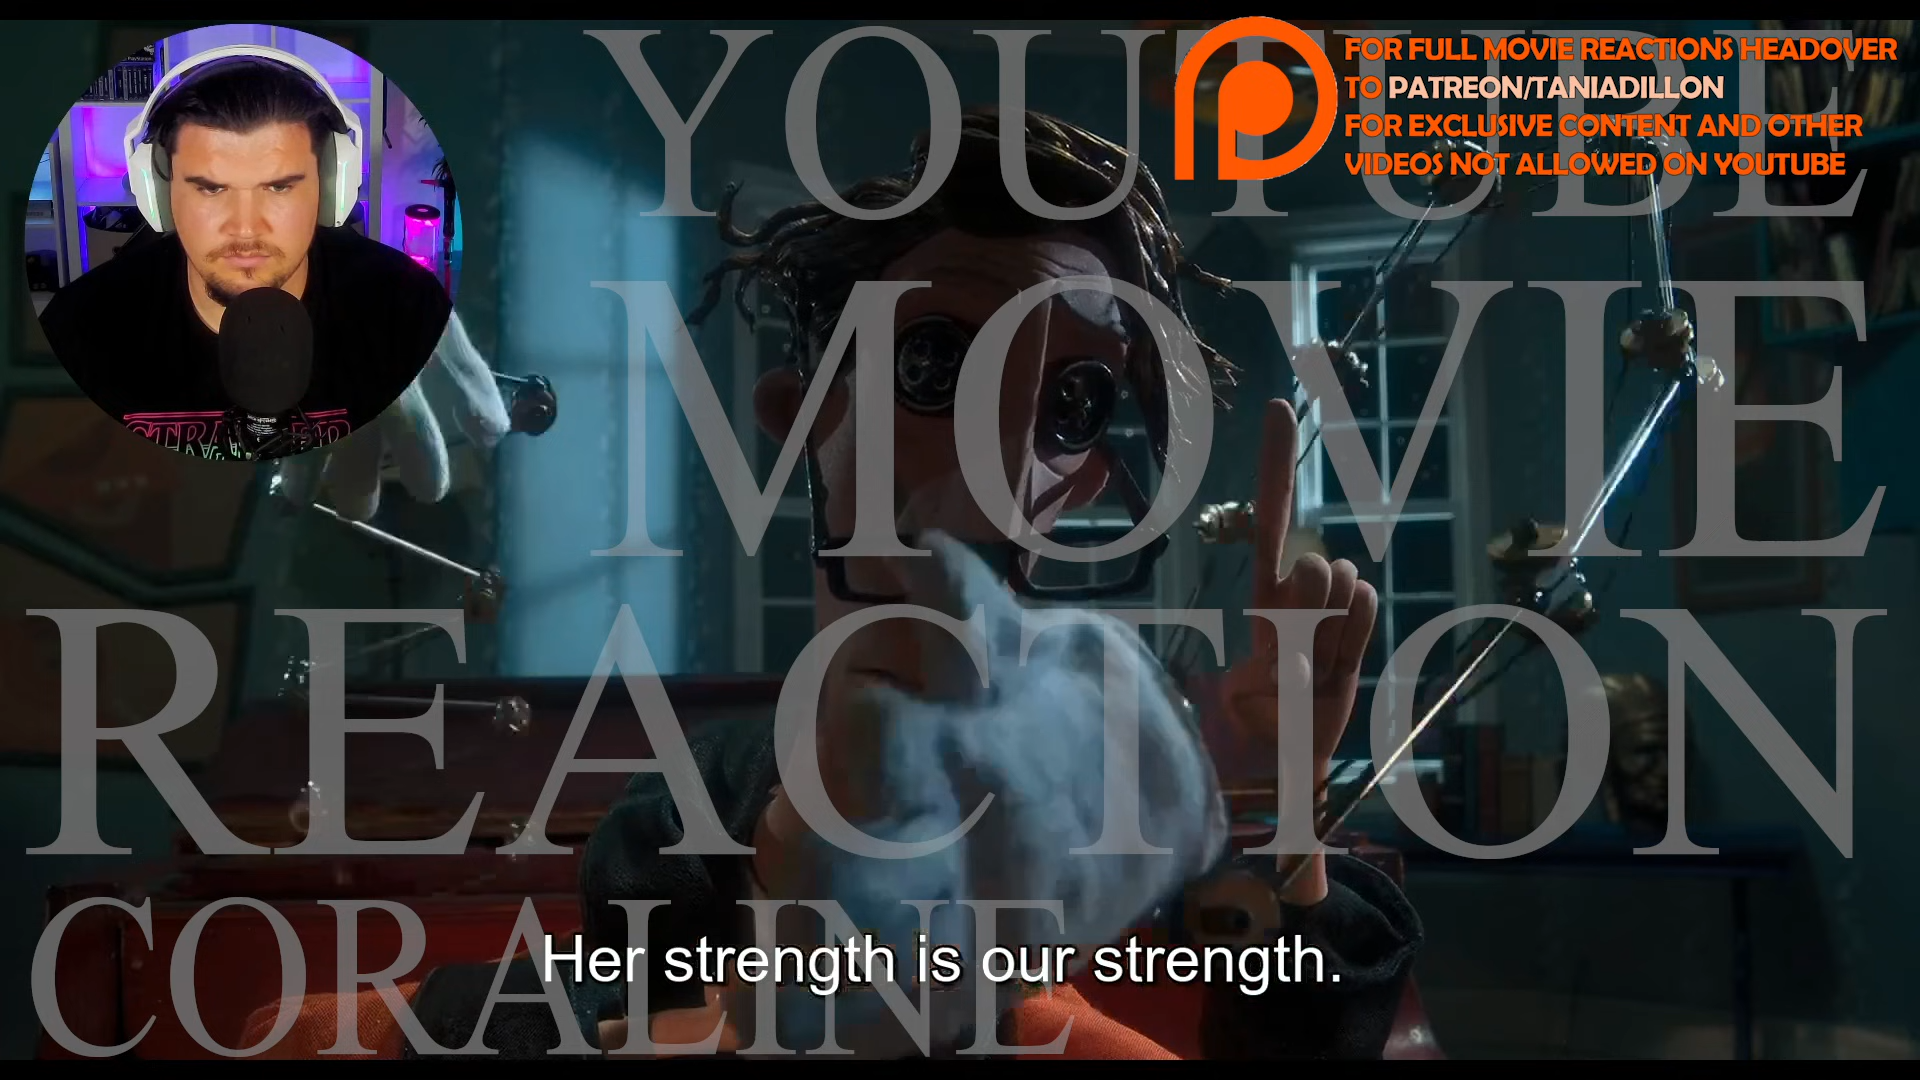 YOUTUBE
FOR FULL MOVIE REACTIONS HEADOVER
TO PATREON/TANIADILLON
FOR EXCLUSIVE CONTENT AND OTHER
VIDEOS NOT ALLOWED ON YOUTUBE
MOVIE
REACTION
CORALINE
Her strength is our strength.